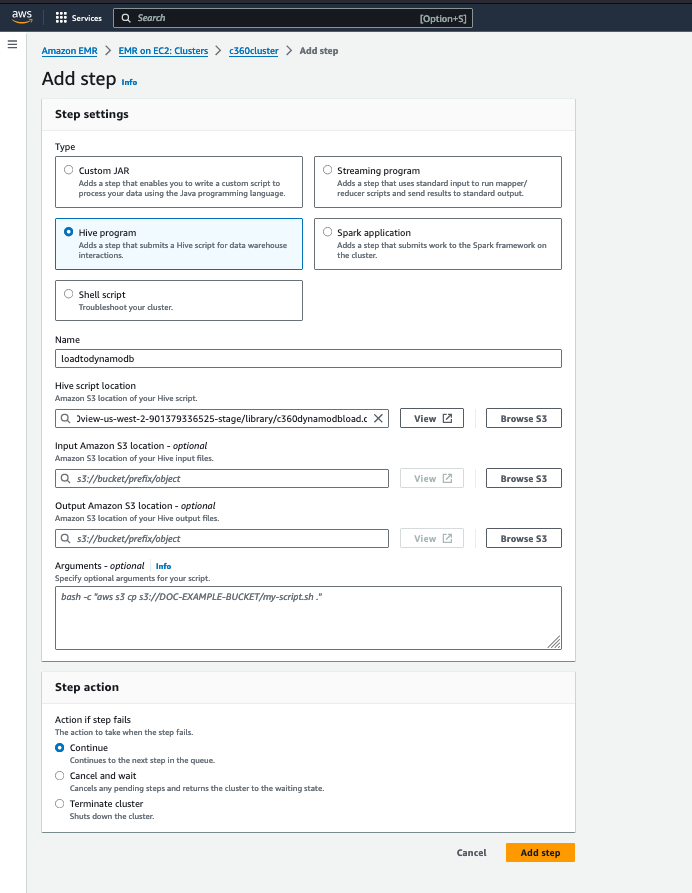 aws
Services
Search
[Option+S]
Amazon EMR > EMR on EC2: Clusters > c360cluster > Add step
Add step Info
Step settings
Type
Custom JAR
Adds a step that enables you to write a custom script to
process your data using the Java programming language.
Streaming program
Adds a step that uses standard input to run mapper/
reducer scripts and send results to standard output.
Hive program
Adds a step that submits a Hive script for data warehouse
interactions.
Spark application
Adds a step that submits work to the Spark framework on
the cluster.
Shell script
Troubleshoot your cluster.
Name
loadtodynamodb
Hive script location
Amazon S3 location of your Hive script.
view-us-west-2-901379336525-stage/library/c360dynamodbload.
View
Browse S3
Input Amazon S3 location - optional
Amazon S3 location of your Hive input files.
s3://bucket/prefix/object
View
Browse S3
Output Amazon S3 location - optional
Amazon S3 location of your Hive output files.
s3://bucket/prefix/object
View
Browse S3
Arguments - optional Info
Specify optional arguments for your script.
bash -c "aws s3 cp s3://DOC-EXAMPLE-BUCKET/my-script.sh ."
Step action
Action if step fails
The action to take when the step fails.
Continue
Continues to the next step in the queue.
Cancel and wait
Cancels any pending steps and returns the cluster to the waiting state.
Terminate cluster
Shuts down the cluster.
Cancel
Add step